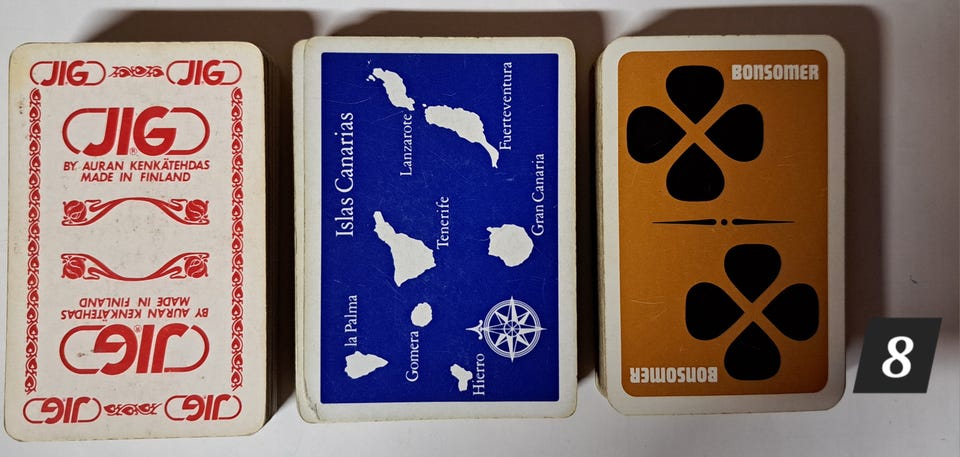 JIG JIG
JIG®
BY AURAN KENKÄTEHDAS
MADE IN FINLAND
MADE IN FINLAND
BY AURAN KENKÄTEHDAS
JIG®
JIG JIG
Islas Canarias
Lanzarote
Fuerteventura
Tenerife
Gran Canaria
la Palma
Gomera
Hierro
BONSOMER
BONSOMER
8